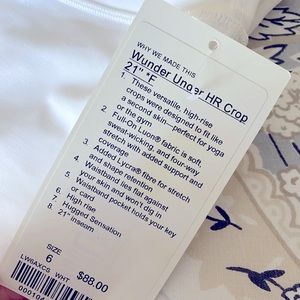 WHY WE MADE THIS
Wunder Under HR Crop
21" *F
1 These versatile, high-rise
crops were designed to fit like
a second skin—perfect for yoga
or the gym
2 Full-On Luon® fabric is soft,
sweat-wicking, and four-way
stretch with added support and
coverage
3 Added Lycra® fibre for stretch
and shape retention
4 Waistband lies flat against
your skin and won't dig in
5 Waistband pocket holds your key
or card
6 High rise
7 Hugged Sensation
8. 21" inseam
SIZE
6
$88.00
LW6AXCS WHT